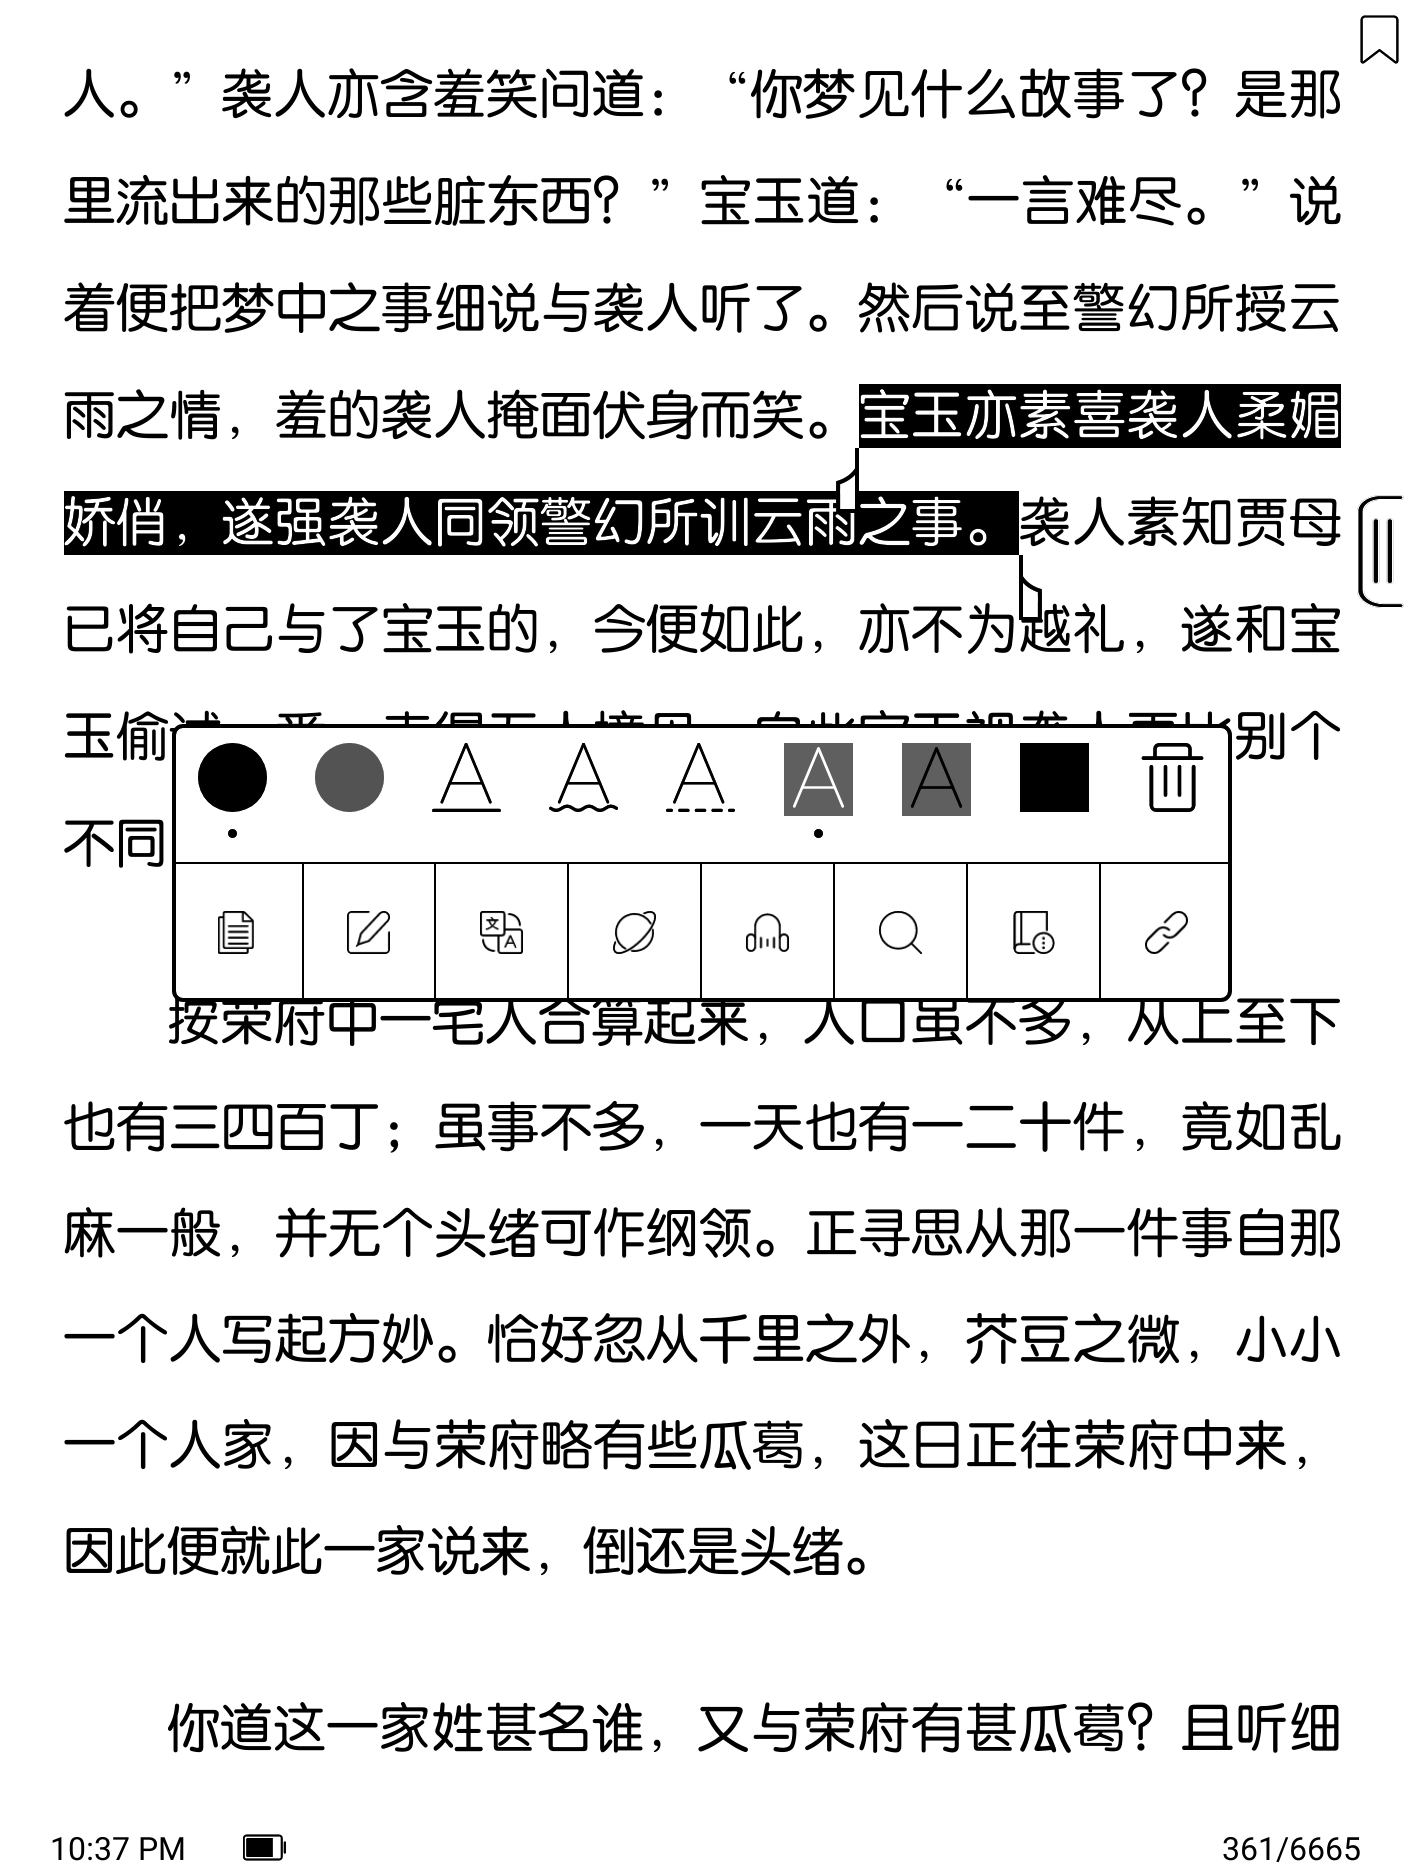 人。”袭人亦含羞笑问道：“你梦见什么故事了？是那
里流出来的那些脏东西？”宝玉道：“一言难尽。”说
着便把梦中之事细说与袭人听了。然后说至警幻所授云
雨之情，羞的袭人掩面伏身而笑。宝玉亦素喜袭人柔媚
娇俏，遂强袭人同领警幻所训云雨之事。袭人素知贾母
已将自己与了宝玉的，今便如此，亦不为越礼，遂和宝
玉偷 别个
不同
按荣府中一宅人合算起来，人口虽不多，从上至下
也有三四百丁；虽事不多，一天也有一二十件，竟如乱
麻一般，并无个头绪可作纲领。正寻思从那一件事自那
一个人写起方妙。恰好忽从千里之外，芥豆之微，小小
一个人家，因与荣府略有些瓜葛，这日正往荣府中来，
因此便就此一家说来，倒还是头绪。
你道这一家姓甚名谁，又与荣府有甚瓜葛？且听细
10:37 PM 361/6665